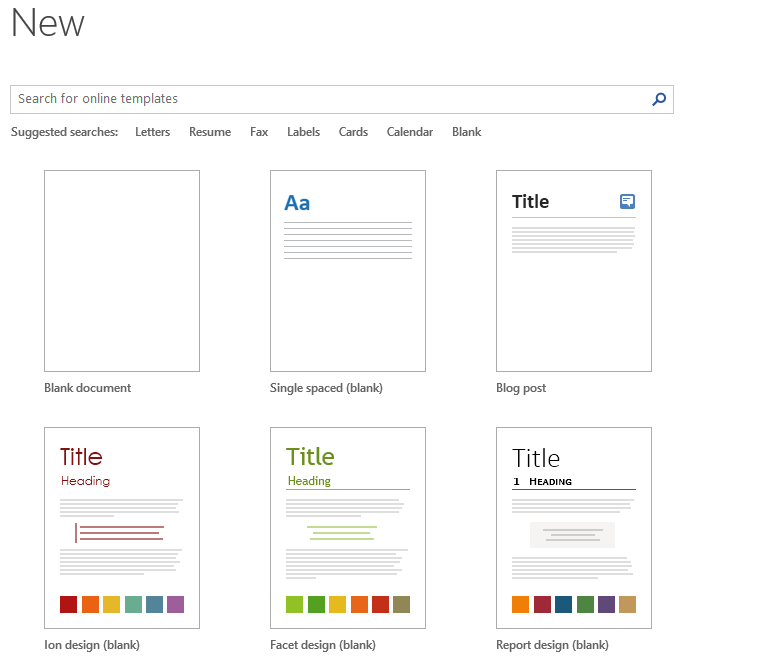 New
Search for online templates
Suggested searches: Letters Resume Fax Labels Cards Calendar Blank
Aa
Title
Blank document
Single spaced (blank)
Blog post
Title
Heading
Title
Heading
Title
1 HEADING
Ion design (blank)
Facet design (blank)
Report design (blank)